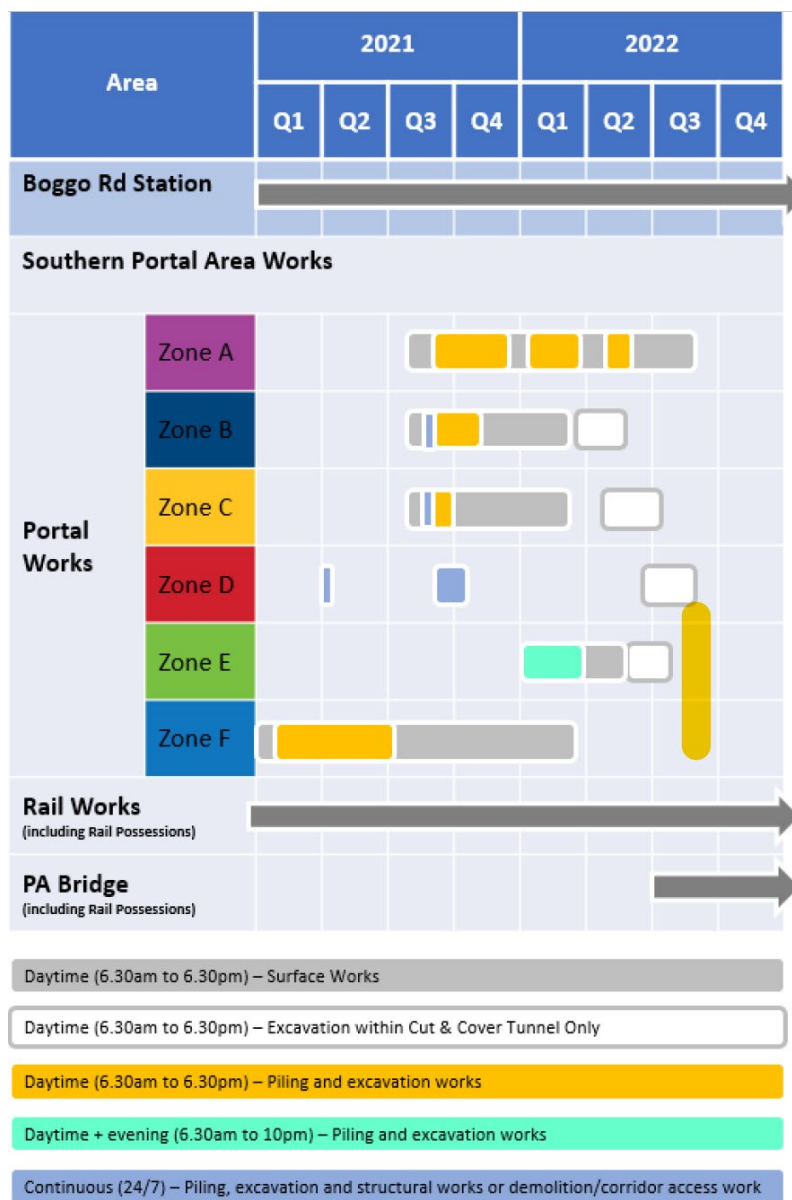 Area
2021
2022
Q1 Q2 Q3 Q4 Q1 Q2 Q3 Q4
Boggo Rd Station
Southern Portal Area Works
Portal
Works
Zone A
Zone B
Zone C
Zone D
Zone E
Zone F
Rail Works
(including Rail Possessions)
PA Bridge
(including Rail Possessions)
Daytime (6.30am to 6.30pm) – Surface Works
Daytime (6.30am to 6.30pm) – Excavation within Cut & Cover Tunnel Only
Daytime (6.30am to 6.30pm) – Piling and excavation works
Daytime + evening (6.30am to 10pm) – Piling and excavation works
Continuous (24/7) – Piling, excavation and structural works or demolition/corridor access work